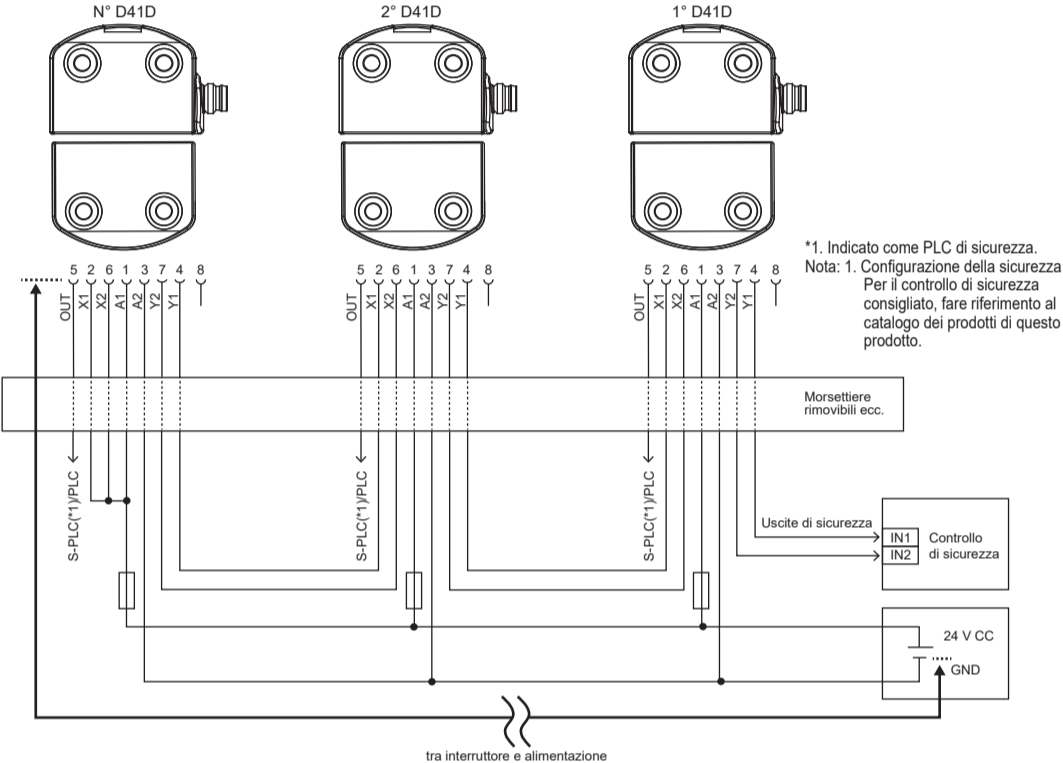 N° D41D
2° D41D
1° D41D
*1. Indicato come PLC di sicurezza.
Nota: 1. Configurazione della sicurezza
Per il controllo di sicurezza
consigliato, fare riferimento al
catalogo dei prodotti di questo
prodotto.
5 2 6 1 3 7 4 8
OUT X1 X2 A1 A2 Y2 Y1
5 2 6 1 3 7 4 8
OUT X1 X2 A1 A2 Y2 Y1
5 2 6 1 3 7 4 8
OUT X1 X2 A1 A2 Y2 Y1
Morsettiere
rimovibili ecc.
S-PLC(*1)/PLC
S-PLC(*1)/PLC
S-PLC(*1)/PLC
Uscite di sicurezza
IN1
IN2
Controllo
di sicurezza
24 V CC
GND
tra interruttore e alimentazione